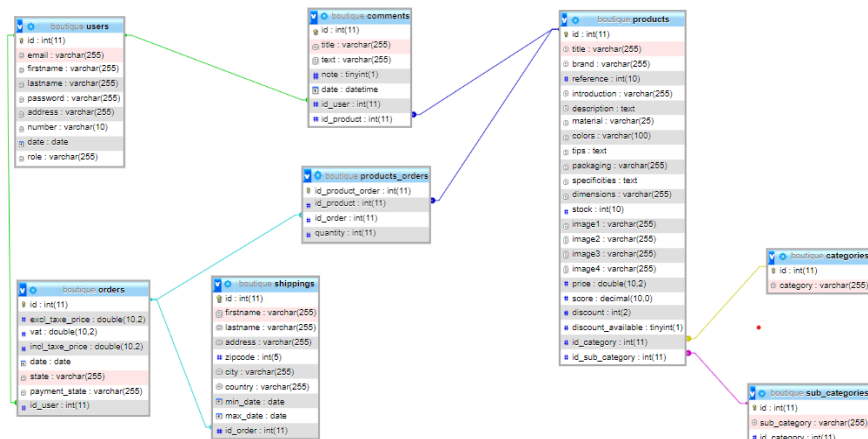 boutique users
id : int(11)
email : varchar(255)
firstname : varchar(255)
lastname : varchar(255)
password : varchar(255)
address : varchar(255)
number : varchar(10)
date : date
role : varchar(255)
boutique comments
id : int(11)
title : varchar(255)
text : varchar(255)
note : tinyint(1)
date : datetime
id_user : int(11)
id_product : int(11)
boutique products
id : int(11)
title : varchar(255)
brand : varchar(255)
reference : int(10)
introduction : varchar(255)
description : text
material : varchar(25)
colors : varchar(100)
tips : text
packaging : varchar(255)
specificities : text
dimensions : varchar(255)
stock : int(10)
image1 : varchar(255)
image2 : varchar(255)
image3 : varchar(255)
image4 : varchar(255)
price : double(10,2)
score : decimal(10,0)
discount : int(2)
discount_available : tinyint(1)
id_category : int(11)
id_sub_category : int(11)
boutique products_orders
id_product_order : int(11)
id_product : int(11)
id_order : int(11)
quantity : int(11)
boutique orders
id : int(11)
excl_taxe_price : double(10,2)
vat : double(10,2)
incl_taxe_price : double(10,2)
date : date
state : varchar(255)
payment_state : varchar(255)
id_user : int(11)
boutique shippings
id : int(11)
firstname : varchar(255)
lastname : varchar(255)
address : varchar(255)
zipcode : int(5)
city : varchar(255)
country : varchar(255)
min_date : date
max_date : date
id_order : int(11)
boutique categories
id : int(11)
category : varchar(255)
boutique sub_categories
id : int(11)
sub_category : varchar(255)
id_category : int(11)